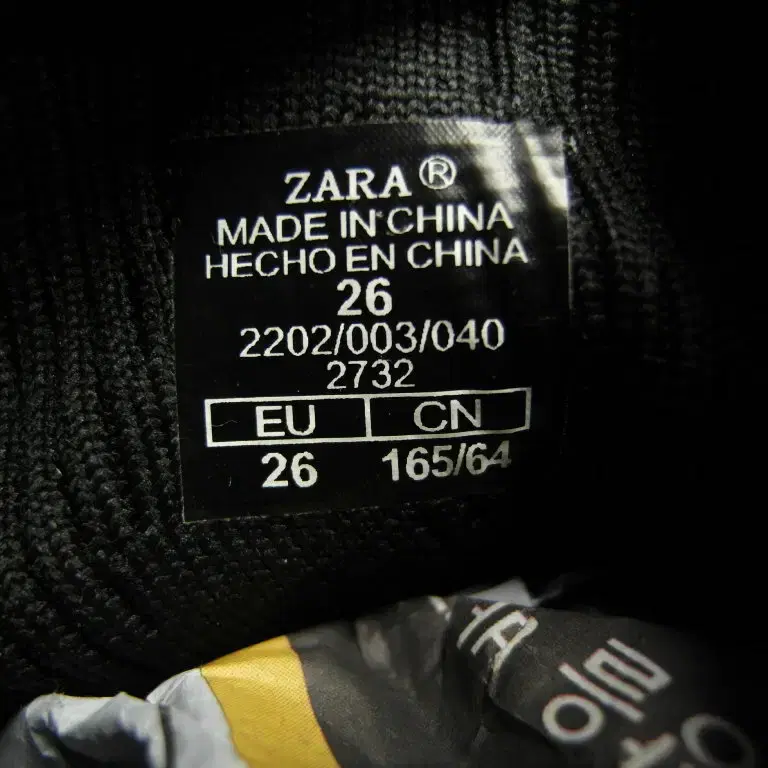 ZARA®
MADE IN CHINA
HECHO EN CHINA
26
2202/003/040
2732
EU CN
26 165/64